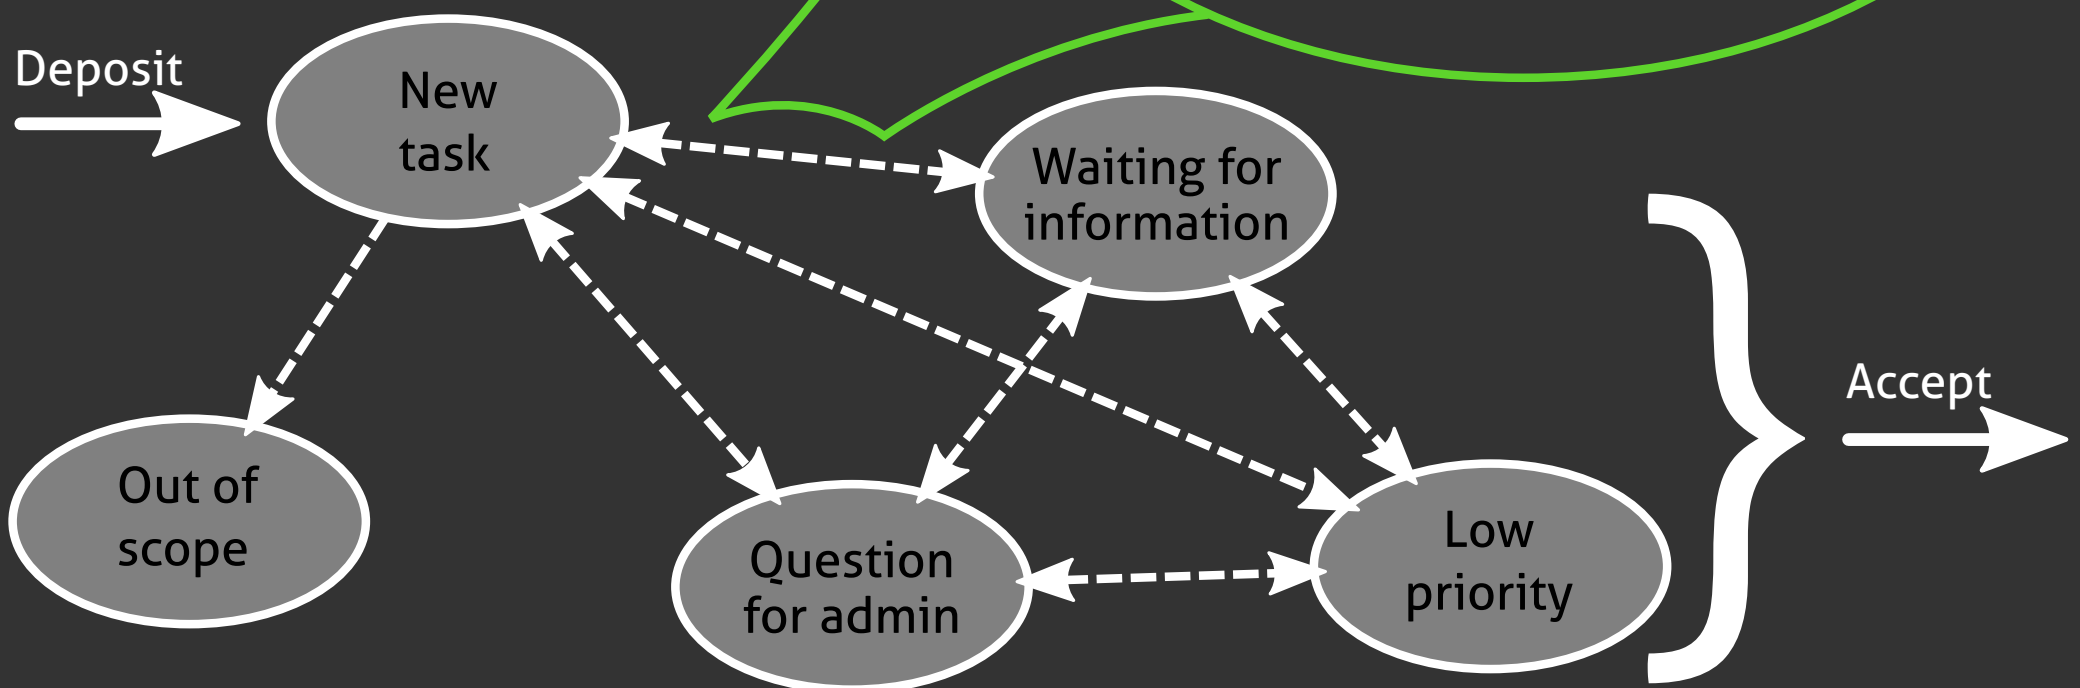 Deposit
New
task
Waiting for
information
Accept
Out of
scope
Question
for admin
Low
priority